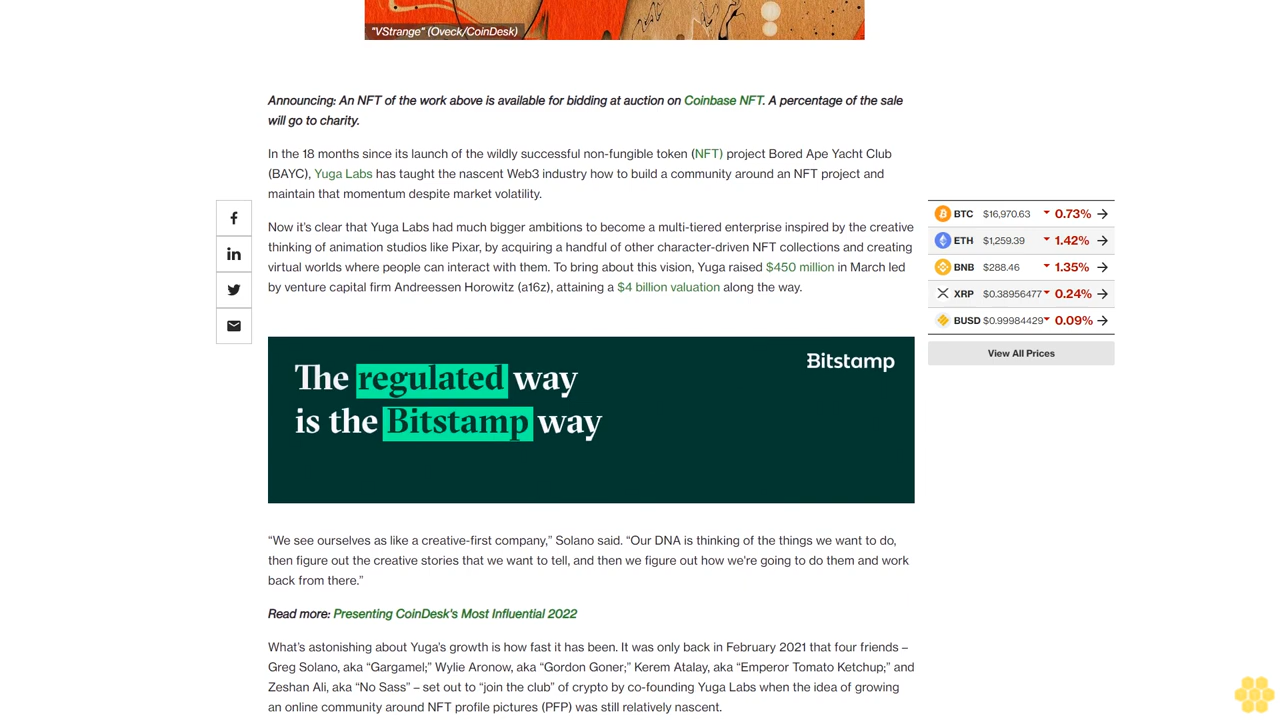 "VStrange" (Oveck/CoinDesk)
Announcing: An NFT of the work above is available for bidding at auction on Coinbase NFT. A percentage of the sale
will go to charity.
In the 18 months since its launch of the wildly successful non-fungible token (NFT) project Bored Ape Yacht Club
(BAYC), Yuga Labs has taught the nascent Web3 industry how to build a community around an NFT project and
maintain that momentum despite market volatility.
Now it’s clear that Yuga Labs had much bigger ambitions to become a multi-tiered enterprise inspired by the creative
thinking of animation studios like Pixar, by acquiring a handful of other character-driven NFT collections and creating
virtual worlds where people can interact with them. To bring about this vision, Yuga raised $450 million in March led
by venture capital firm Andreessen Horowitz (a16z), attaining a $4 billion valuation along the way.
BTC $16,970.63 0.73%
ETH $1,259.39 1.42%
BNB $288.46 1.35%
XRP $0.38956477 0.24%
BUSD $0.99984429 0.09%
View All Prices
Bitstamp
The regulated way
is the Bitstamp way
“We see ourselves as like a creative-first company,” Solano said. “Our DNA is thinking of the things we want to do,
then figure out the creative stories that we want to tell, and then we figure out how we’re going to do them and work
back from there.”
Read more: Presenting CoinDesk's Most Influential 2022
What’s astonishing about Yuga’s growth is how fast it has been. It was only back in February 2021 that four friends –
Greg Solano, aka “Gargamel;” Wylie Aronow, aka “Gordon Goner;” Kerem Atalay, aka “Emperor Tomato Ketchup;” and
Zeshan Ali, aka “No Sass” – set out to “join the club” of crypto by co-founding Yuga Labs when the idea of growing
an online community around NFT profile pictures (PFP) was still relatively nascent.